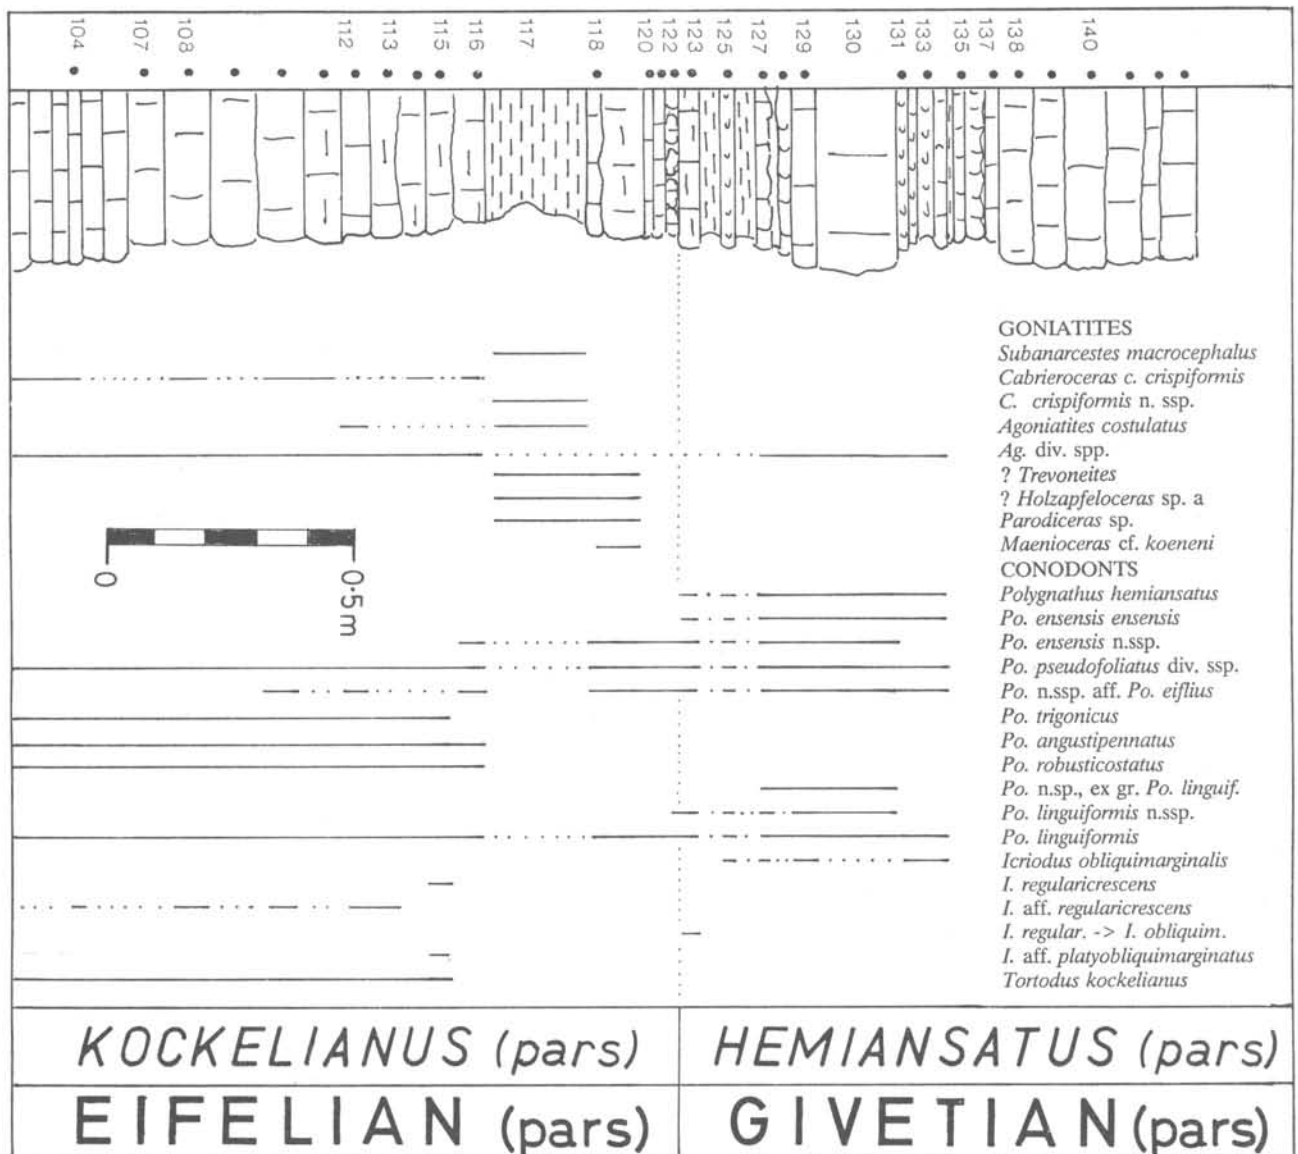 104 107 108 112 113 115 116 117 118 120 122 123 125 127 129 130 131 133 135 137 138 140
GONIATITES
Subanarcestes macrocephalus
Cabrieroceras c. crispiformis
C. crispiformis n. ssp.
Agoniatites costulatus
Ag. div. spp.
? Trevoneites
? Holzapfeloceras sp. a
Parodiceras sp.
Maenioceras cf. koeneni
CONODONTS
Polygnathus hemiansatus
Po. ensensis ensensis
Po. ensensis n.ssp.
Po. pseudofoliatus div. ssp.
Po. n.ssp. aff. Po. eiflius
Po. trigonicus
Po. angustipennatus
Po. robusticostatus
Po. n.sp., ex gr. Po. linguif.
Po. linguiformis n.ssp.
Po. linguiformis
Icriodus obliquimarginalis
I. regularicrescens
I. aff. regularicrescens
I. regular. -> I. obliquim.
I. aff. platyobliquimarginatus
Tortodus kockelianus
0 0·5m
KOCKELIANUS (pars) HEMIANSATUS (pars)
EIFELIAN (pars) GIVETIAN (pars)